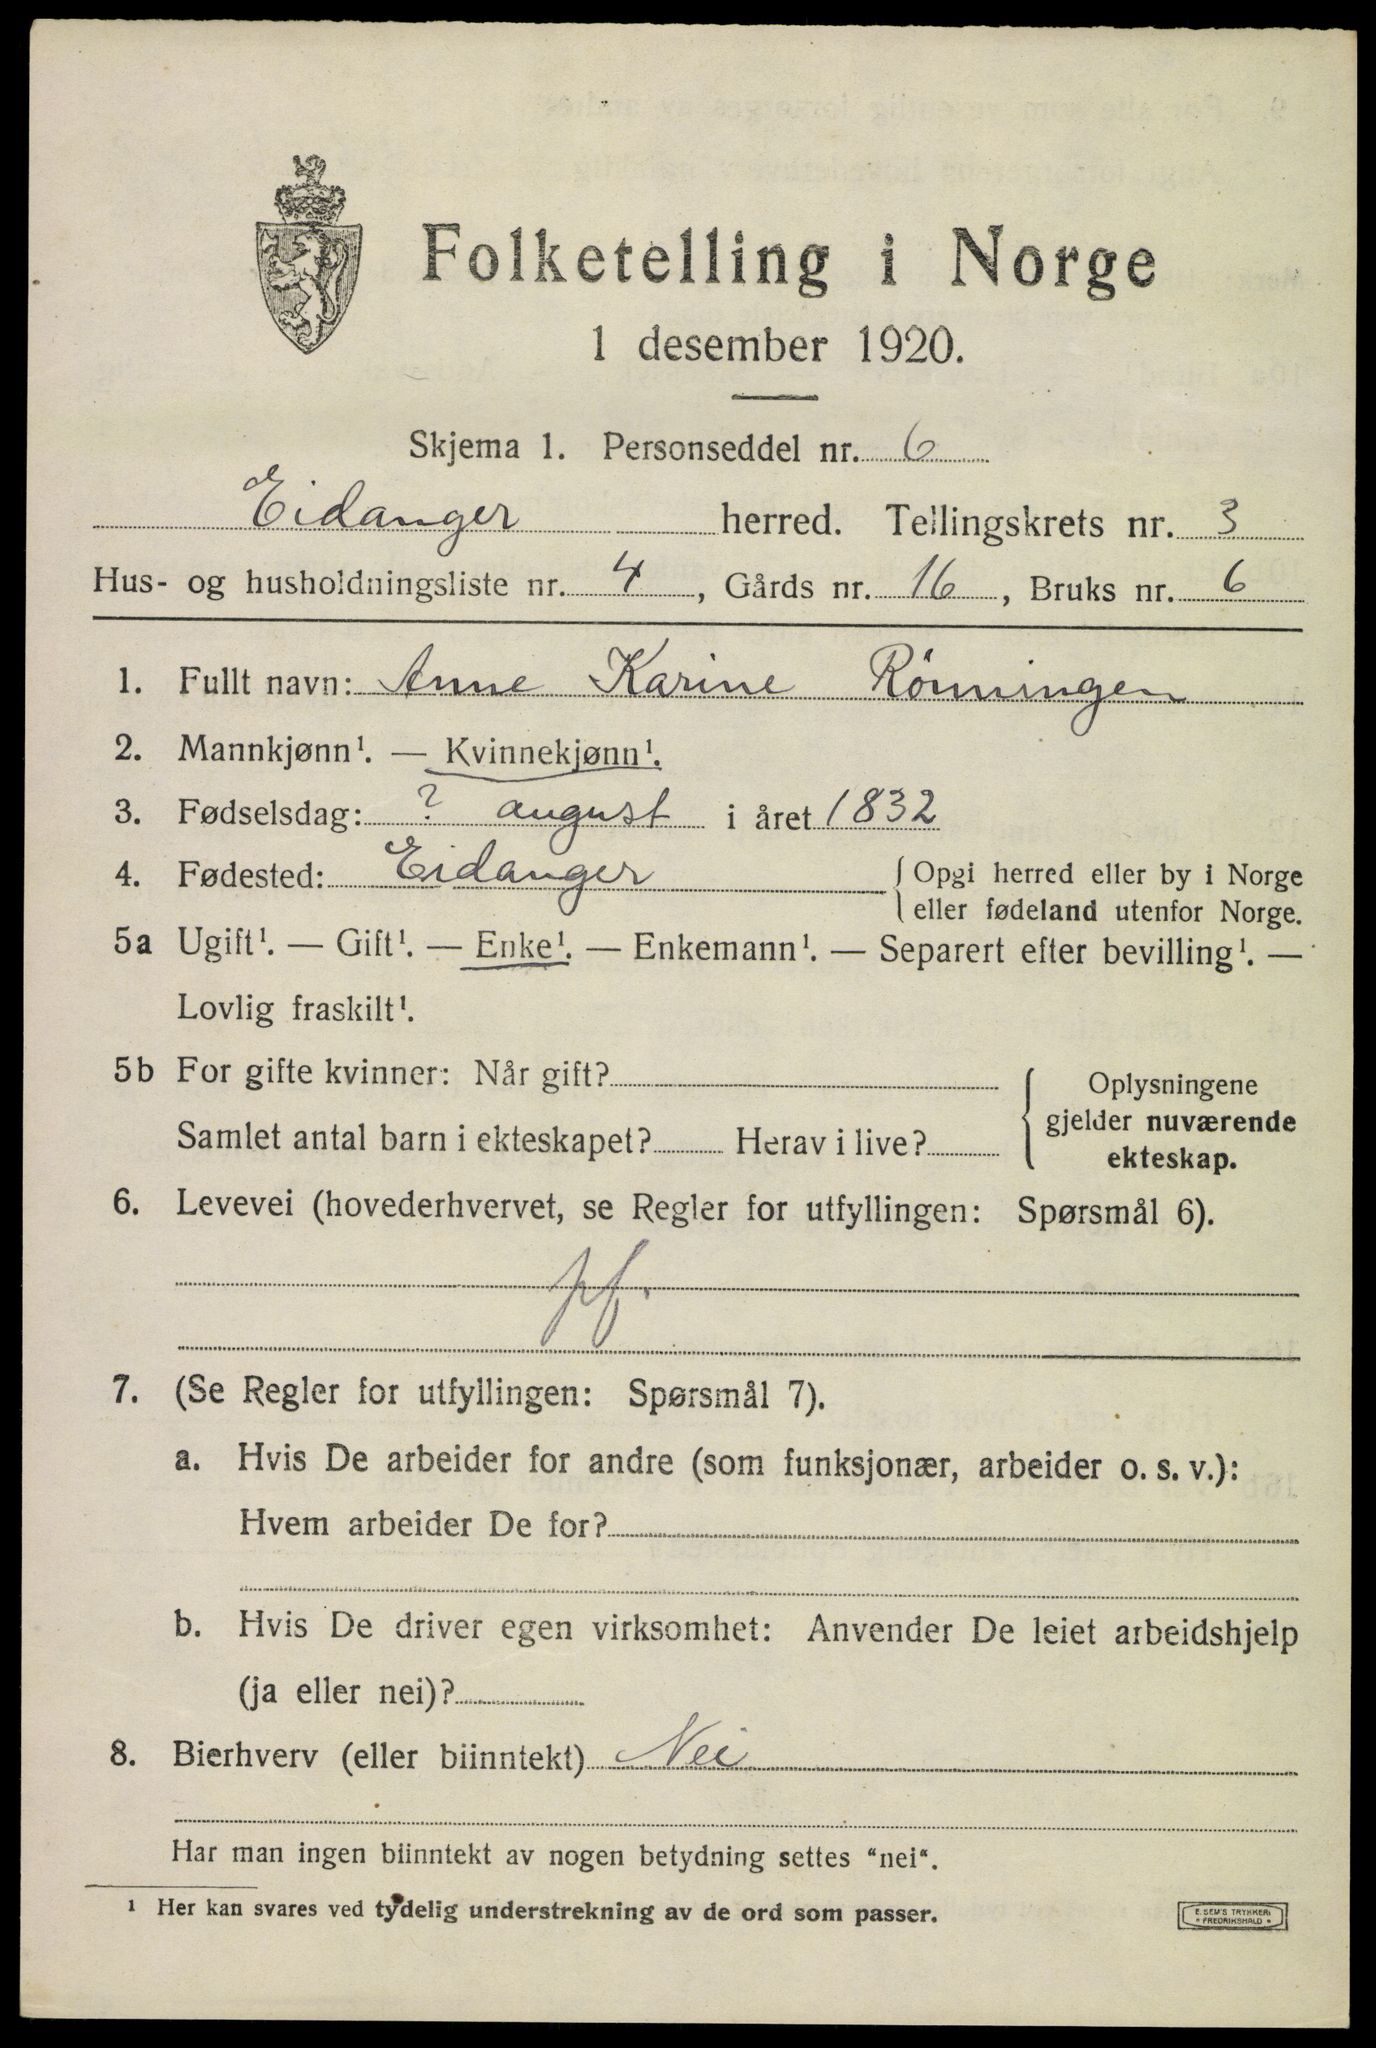 Folketelling i Norge
1 desember 1920.
Skjema 1. Personseddel nr. 6
Eidanger herred. Tellingskrets nr. 3
Hus- og husholdningsliste nr. 4, Gårds nr. 16, Bruks nr. 6
1. Fullt navn: Anne Karine Rönningen
2. Mannkjønn¹. — Kvinnekjønn¹.
3. Fødselsdag: ? august i året 1832
4. Fødested: Eidanger { Opgi herred eller by i Norge
eller fødeland utenfor Norge.
5a Ugift¹. — Gift¹. — Enke¹. — Enkemann¹. — Separert efter bevilling¹. —
Lovlig fraskilt¹.
5b For gifte kvinner: Når gift?
Samlet antal barn i ekteskapet? Herav i live?
{ Oplysningene
gjelder nuværende
ekteskap.
6. Levevei (hovederhvervet, se Regler for utfyllingen: Spørsmål 6).
pf.
7. (Se Regler for utfyllingen: Spørsmål 7).
a. Hvis De arbeider for andre (som funksjonær, arbeider o. s. v.):
Hvem arbeider De for?
b. Hvis De driver egen virksomhet: Anvender De leiet arbeidshjelp
(ja eller nei)?
8. Bierhverv (eller biinntekt) Nei
Har man ingen biinntekt av nogen betydning settes "nei".
¹ Her kan svares ved tydelig understrekning av de ord som passer.
E. SEM'S TRYKKERI
* FREDRIKSHALD *